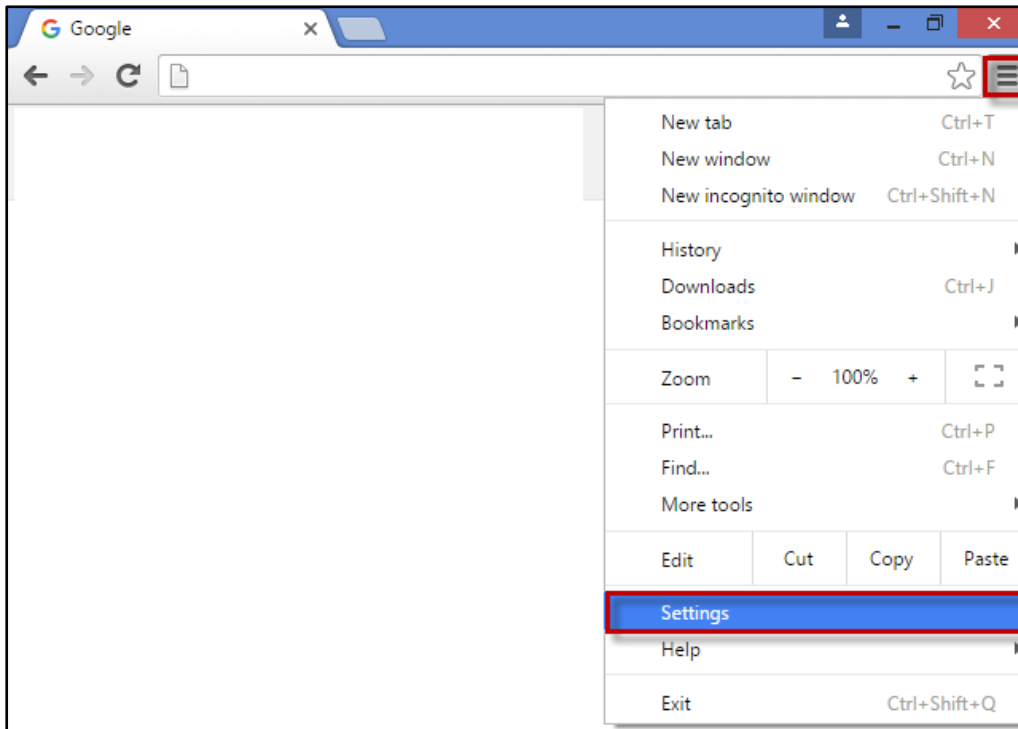 Google
New tab Ctrl+T
New window Ctrl+N
New incognito window Ctrl+Shift+N
History
Downloads Ctrl+J
Bookmarks
Zoom - 100% +
Print... Ctrl+P
Find... Ctrl+F
More tools
Edit Cut Copy Paste
Settings
Help
Exit Ctrl+Shift+Q